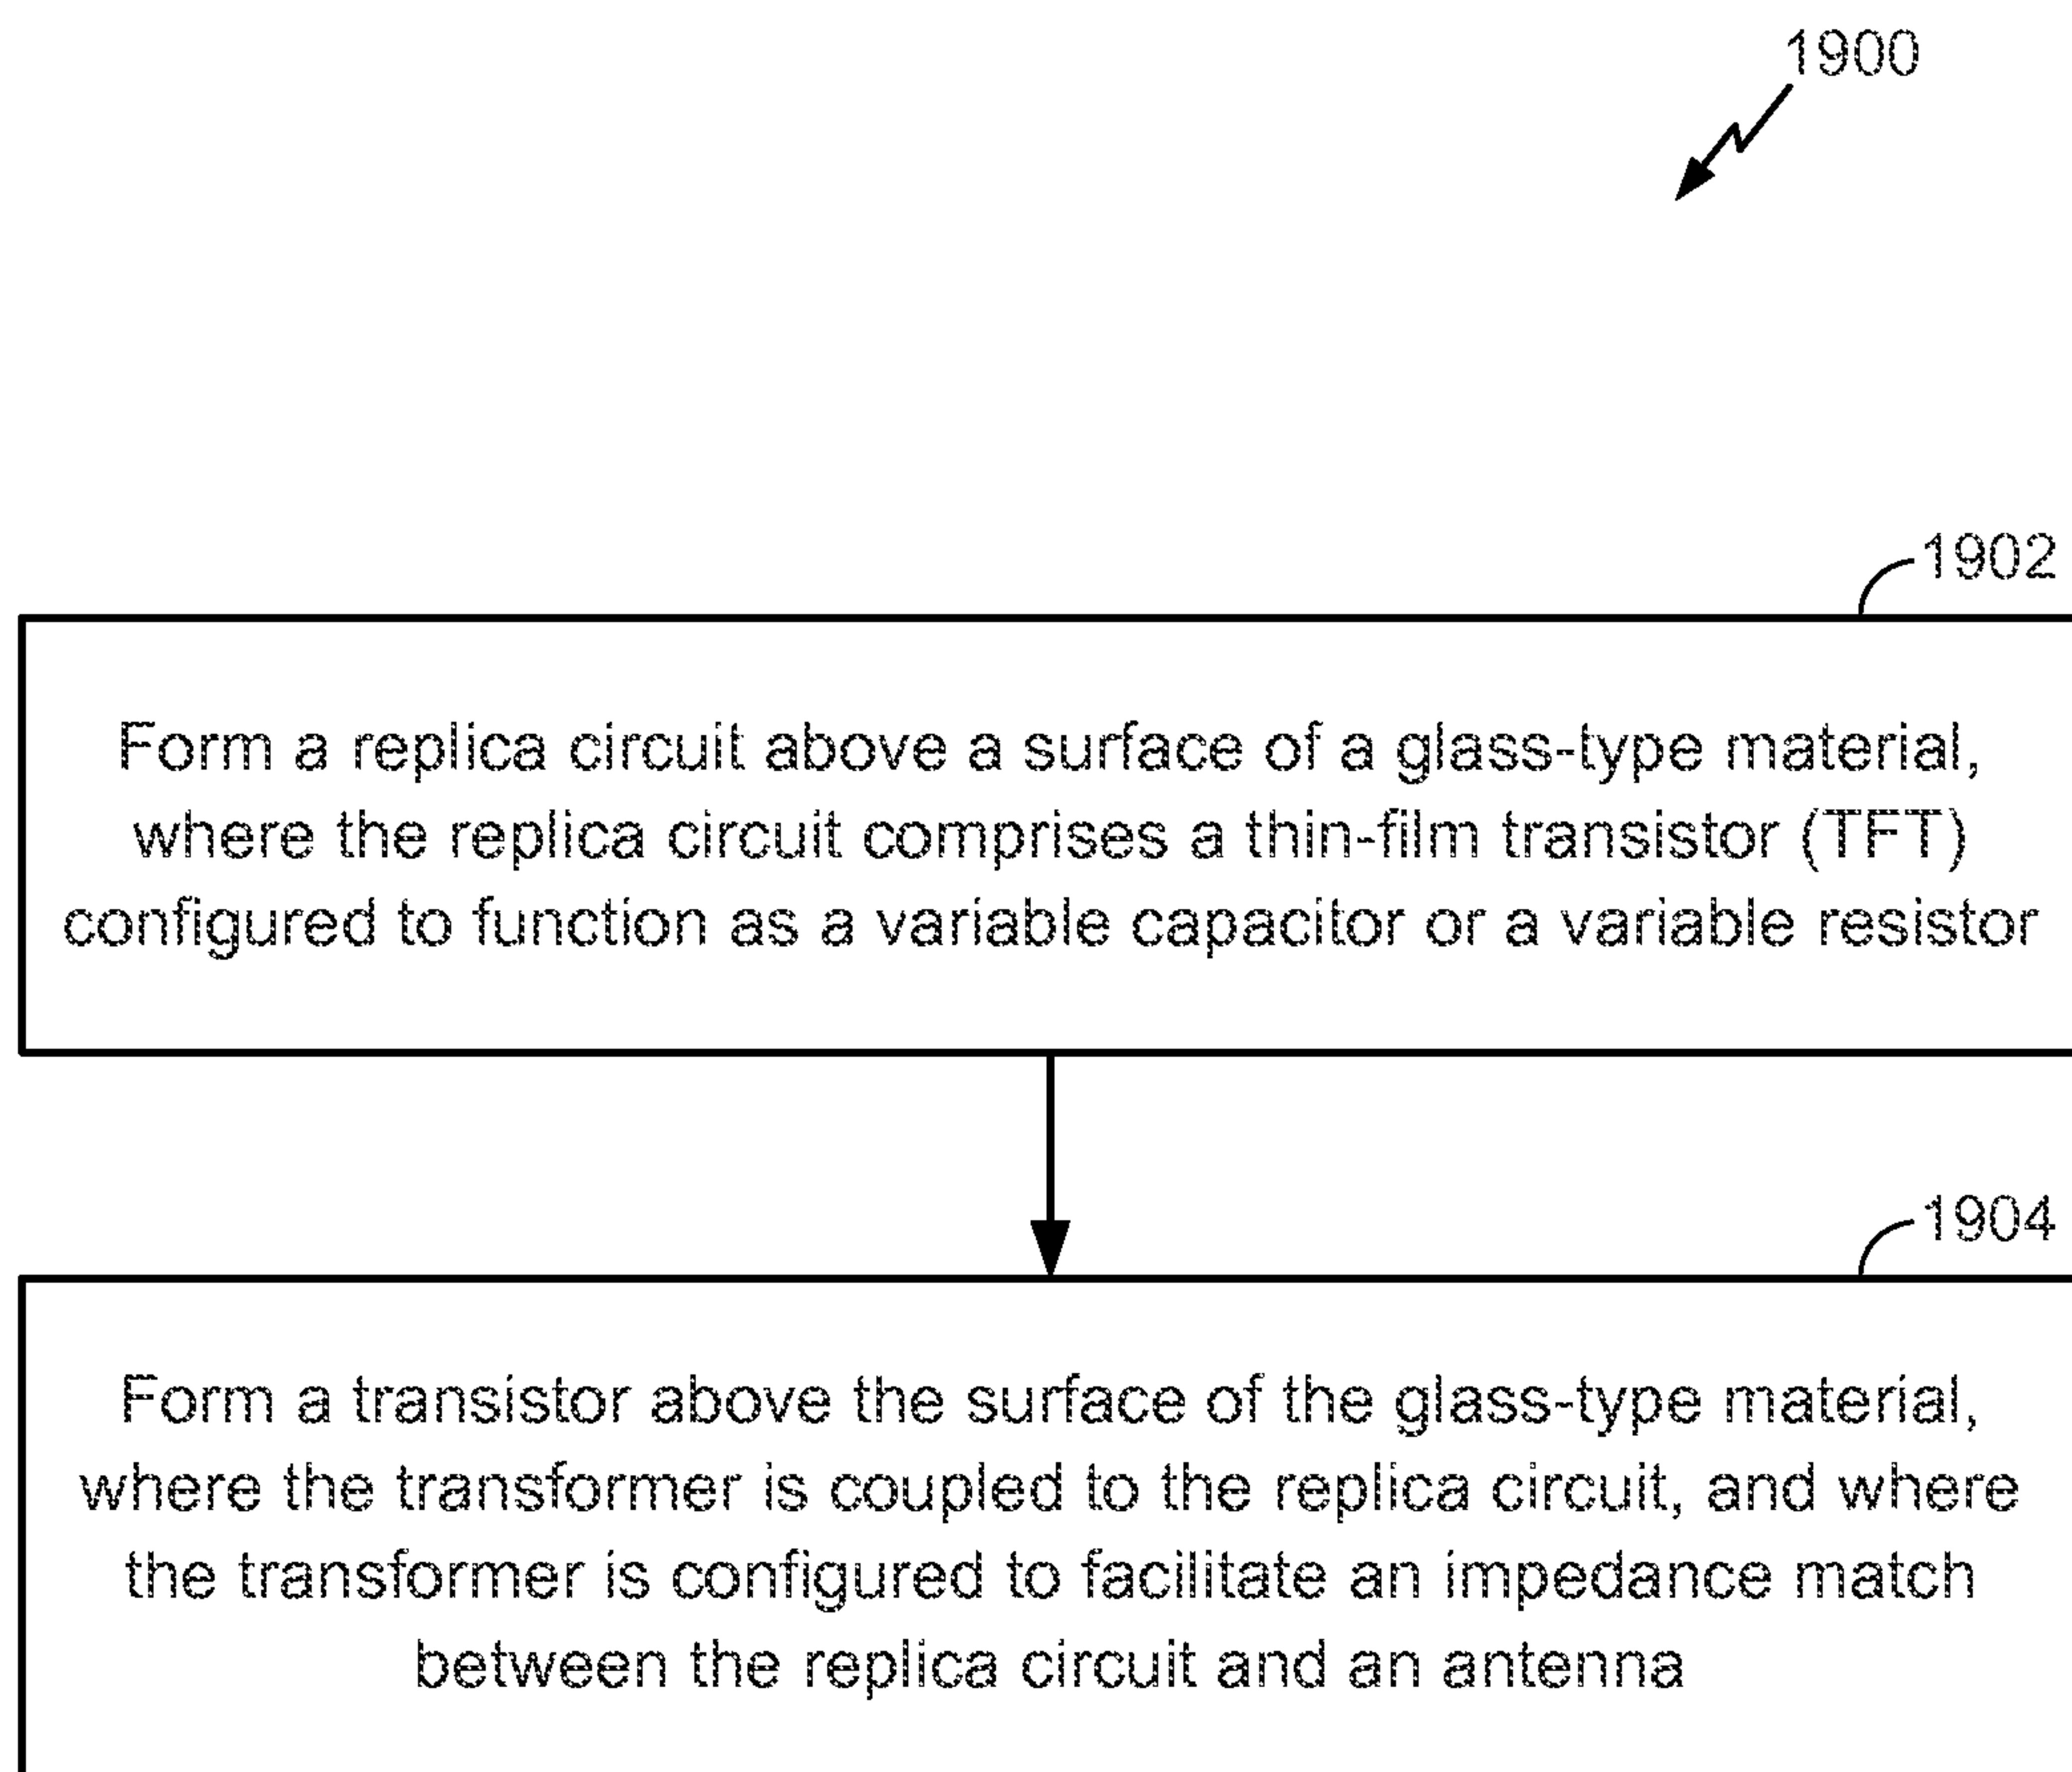 1900
1902
Form a replica circuit above a surface of a glass-type material,
where the replica circuit comprises a thin-film transistor (TFT)
configured to function as a variable capacitor or a variable resistor
1904
Form a transistor above the surface of the glass-type material,
where the transformer is coupled to the replica circuit, and where
the transformer is configured to facilitate an impedance match
between the replica circuit and an antenna